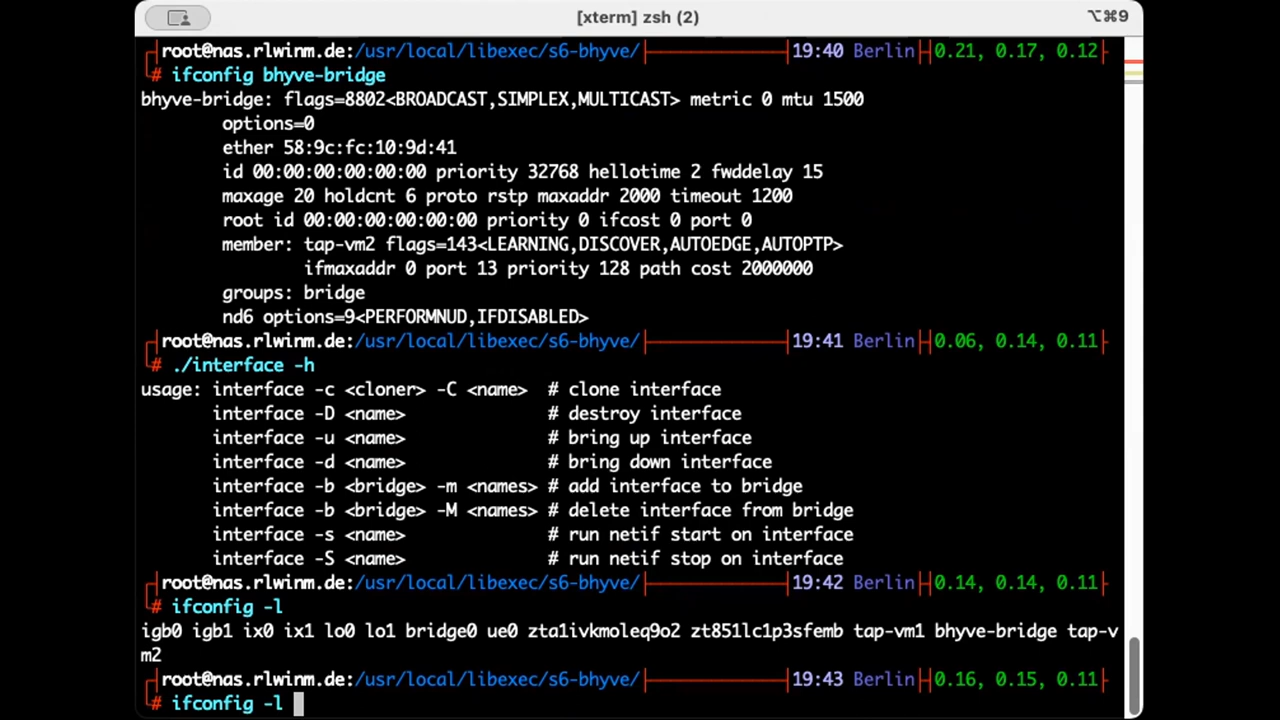 [xterm] zsh (2)
⌥⌘9
root@nas.rlwinm.de:/usr/local/libexec/s6-bhyve/ 19:40 Berlin 0.21, 0.17, 0.12
# ifconfig bhyve-bridge
bhyve-bridge: flags=8802<BROADCAST,SIMPLEX,MULTICAST> metric 0 mtu 1500
options=0
ether 58:9c:fc:10:9d:41
id 00:00:00:00:00:00 priority 32768 hellotime 2 fwddelay 15
maxage 20 holdcnt 6 proto rstp maxaddr 2000 timeout 1200
root id 00:00:00:00:00:00 priority 0 ifcost 0 port 0
member: tap-vm2 flags=143<LEARNING,DISCOVER,AUTOEDGE,AUTOPTP>
ifmaxaddr 0 port 13 priority 128 path cost 2000000
groups: bridge
nd6 options=9<PERFORMNUD,IFDISABLED>
root@nas.rlwinm.de:/usr/local/libexec/s6-bhyve/ 19:41 Berlin 0.06, 0.14, 0.11
# ./interface -h
usage: interface -c <cloner> -C <name> # clone interface
interface -D <name> # destroy interface
interface -u <name> # bring up interface
interface -d <name> # bring down interface
interface -b <bridge> -m <names> # add interface to bridge
interface -b <bridge> -M <names> # delete interface from bridge
interface -s <name> # run netif start on interface
interface -S <name> # run netif stop on interface
root@nas.rlwinm.de:/usr/local/libexec/s6-bhyve/ 19:42 Berlin 0.14, 0.14, 0.11
# ifconfig -l
igb0 igb1 ix0 ix1 lo0 lo1 bridge0 ue0 zta1ivkmoleq9o2 zt851lc1p3sfemb tap-vm1 bhyve-bridge tap-v
m2
root@nas.rlwinm.de:/usr/local/libexec/s6-bhyve/ 19:43 Berlin 0.16, 0.15, 0.11
# ifconfig -l